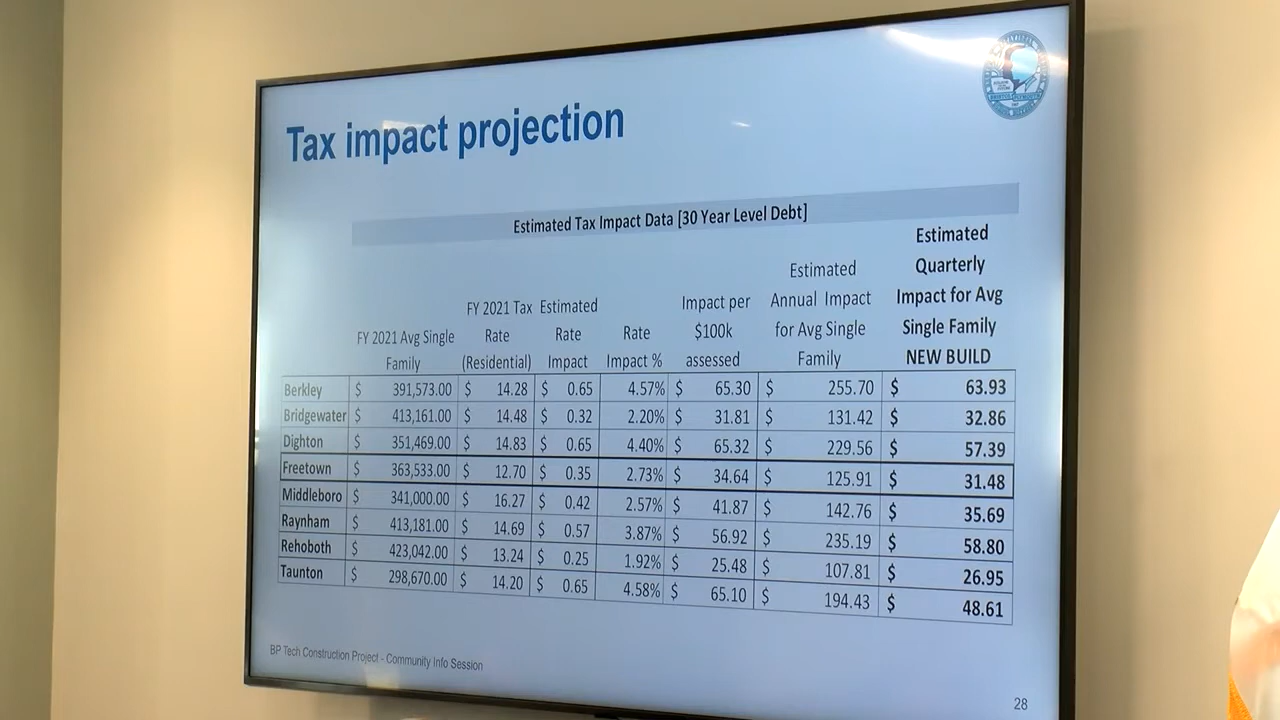 Tax impact projection
Estimated Tax Impact Data [30 Year Level Debt]
FY 2021 Avg Single Family
FY 2021 Tax Rate (Residential)
Estimated Rate Impact
Rate Impact %
Impact per $100k assessed
Estimated Annual Impact for Avg Single Family
Estimated Quarterly Impact for Avg Single Family NEW BUILD
Berkley $ 391,573.00 $ 14.28 $ 0.65 4.57% $ 65.30 $ 255.70 $ 63.93
Bridgewater $ 413,161.00 $ 14.48 $ 0.32 2.20% $ 31.81 $ 131.42 $ 32.86
Dighton $ 351,469.00 $ 14.83 $ 0.65 4.40% $ 65.32 $ 229.56 $ 57.39
Freetown $ 363,533.00 $ 12.70 $ 0.35 2.73% $ 34.64 $ 125.91 $ 31.48
Middleboro $ 341,000.00 $ 16.27 $ 0.42 2.57% $ 41.87 $ 142.76 $ 35.69
Raynham $ 413,181.00 $ 14.69 $ 0.57 3.87% $ 56.92 $ 235.19 $ 58.80
Rehoboth $ 423,042.00 $ 13.24 $ 0.25 1.92% $ 25.48 $ 107.81 $ 26.95
Taunton $ 298,670.00 $ 14.20 $ 0.65 4.58% $ 65.10 $ 194.43 $ 48.61
BP Tech Construction Project - Community Info Session
28